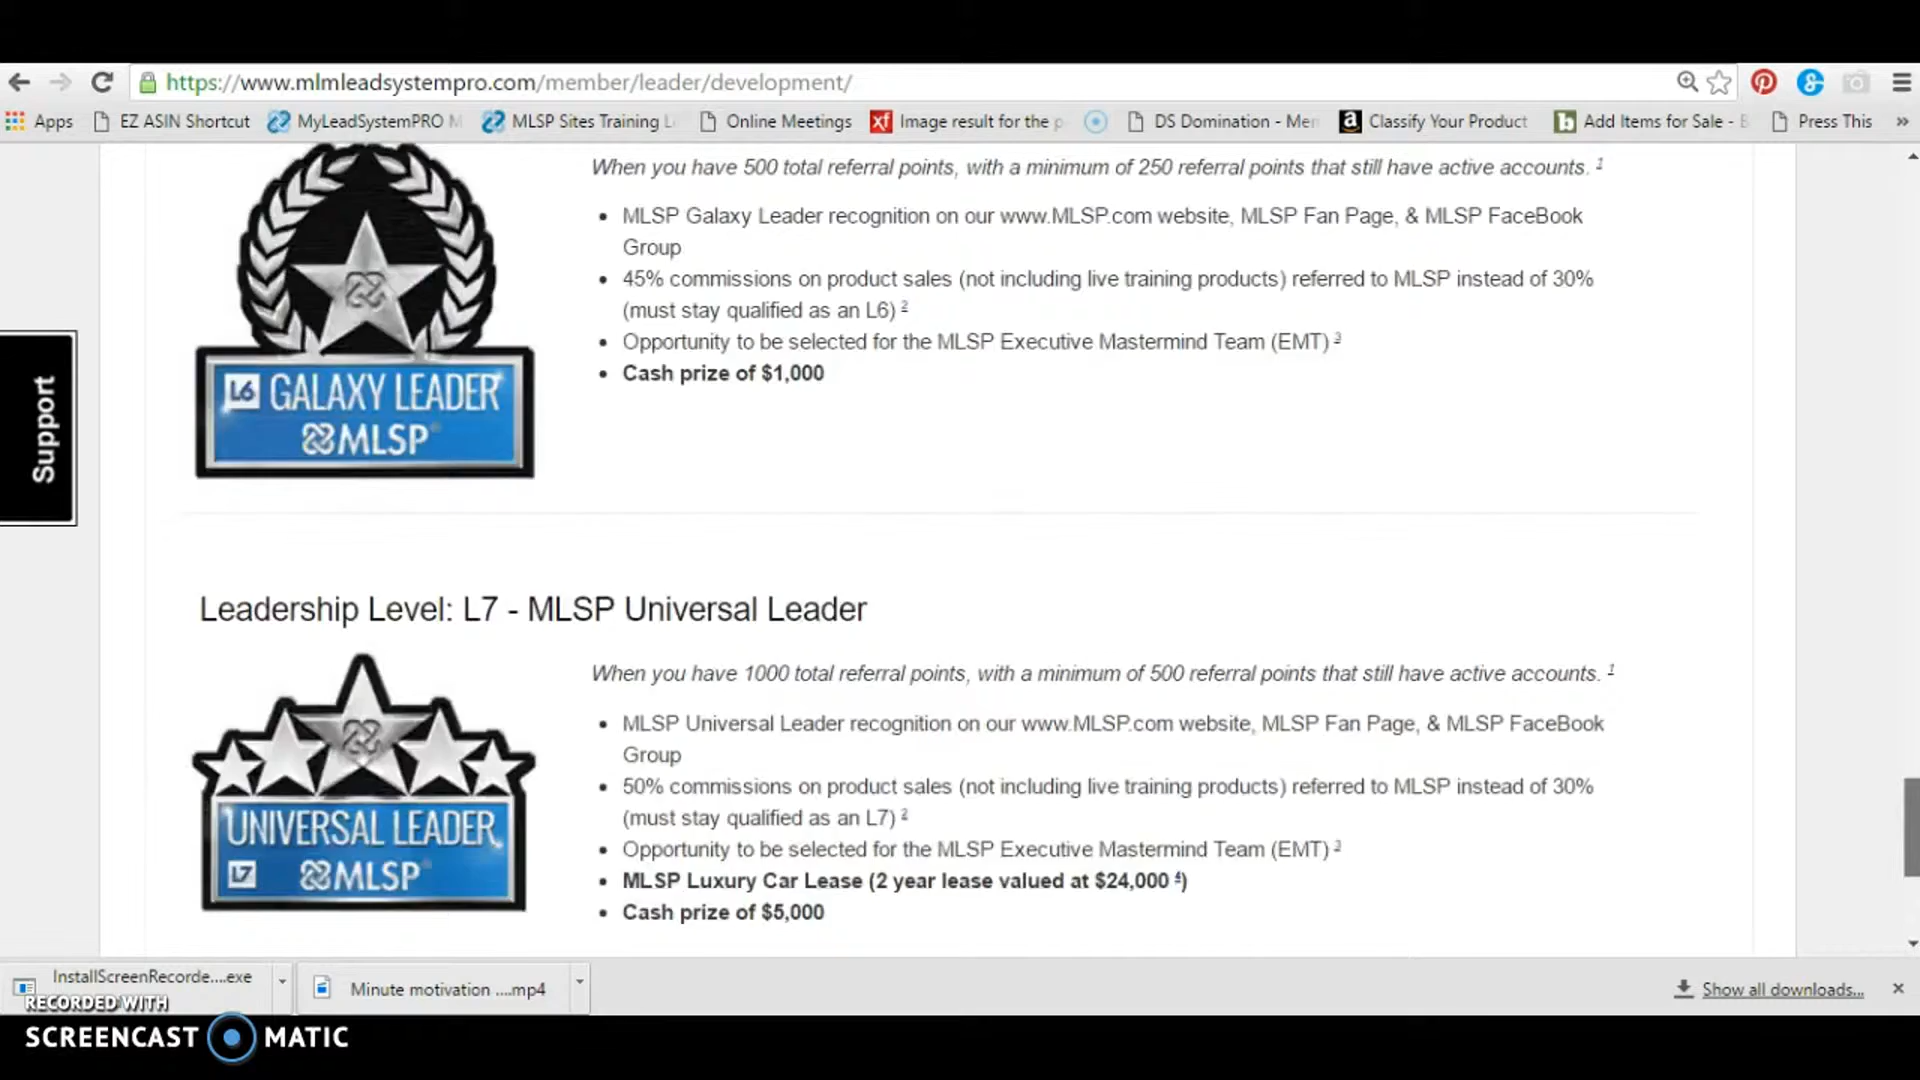 https://www.mlmleadsystempro.com/member/leader/development/
Apps EZ ASIN Shortcut MyLeadSystemPRO M MLSP Sites Training L Online Meetings Image result for the p DS Domination - Mem Classify Your Product Add Items for Sale - Press This »
When you have 500 total referral points, with a minimum of 250 referral points that still have active accounts. 1
• MLSP Galaxy Leader recognition on our www.MLSP.com website, MLSP Fan Page, & MLSP FaceBook
Group
• 45% commissions on product sales (not including live training products) referred to MLSP instead of 30%
(must stay qualified as an L6) 2
• Opportunity to be selected for the MLSP Executive Mastermind Team (EMT) 3
• Cash prize of $1,000
L6 GALAXY LEADER
MLSP
Support
Leadership Level: L7 - MLSP Universal Leader
When you have 1000 total referral points, with a minimum of 500 referral points that still have active accounts. 1
• MLSP Universal Leader recognition on our www.MLSP.com website, MLSP Fan Page, & MLSP FaceBook
Group
• 50% commissions on product sales (not including live training products) referred to MLSP instead of 30%
(must stay qualified as an L7) 2
• Opportunity to be selected for the MLSP Executive Mastermind Team (EMT) 3
• MLSP Luxury Car Lease (2 year lease valued at $24,000 4)
• Cash prize of $5,000
UNIVERSAL LEADER
L7 MLSP
InstallScreenRecorde....exe
Minute motivation ....mp4
Show all downloads...
RECORDED WITH
SCREENCAST MATIC